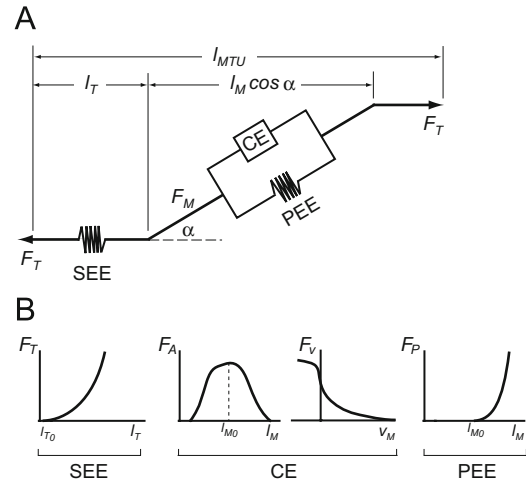 A
l_MTU
l_T
l_M cos α
F_T
CE
F_M
PEE
α
F_T
SEE
B
F_T
F_A
F_v
F_P
l_T0
l_T
l_M0
l_M
v_M
l_M0
l_M
SEE
CE
PEE